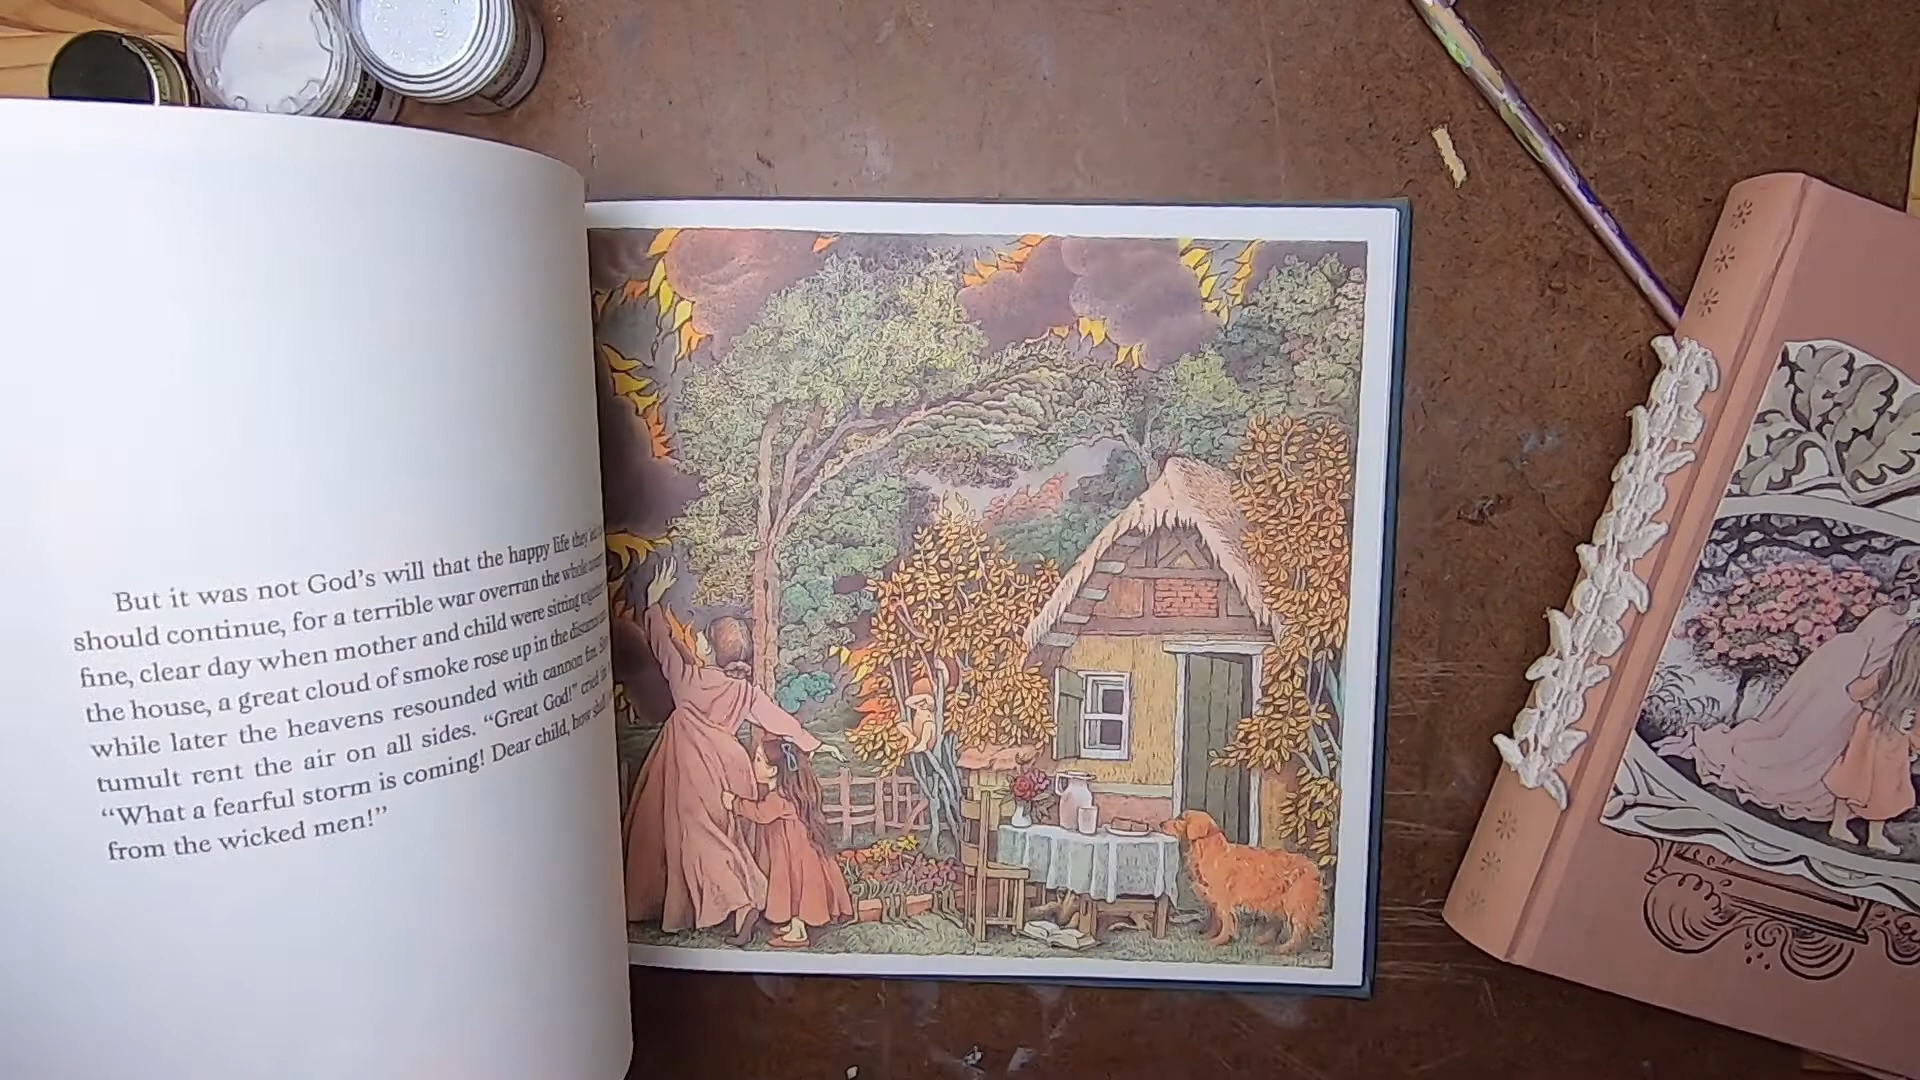 But it was not God's will that the happy life they
should continue, for a terrible war overran the whole
fine, clear day when mother and child were sitting
the house, a great cloud of smoke rose up in the distance
while later the heavens resounded with cannon fire.
tumult rent the air on all sides. “Great God!” cried
“What a fearful storm is coming! Dear child, how shall
from the wicked men!”